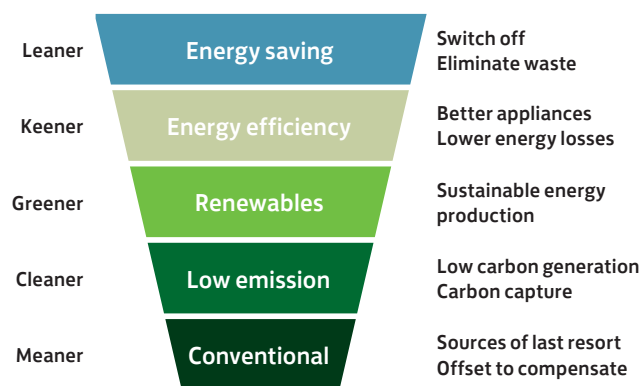 Leaner
Energy saving
Switch off
Eliminate waste
Keener
Energy efficiency
Better appliances
Lower energy losses
Greener
Renewables
Sustainable energy
production
Cleaner
Low emission
Low carbon generation
Carbon capture
Meaner
Conventional
Sources of last resort
Offset to compensate